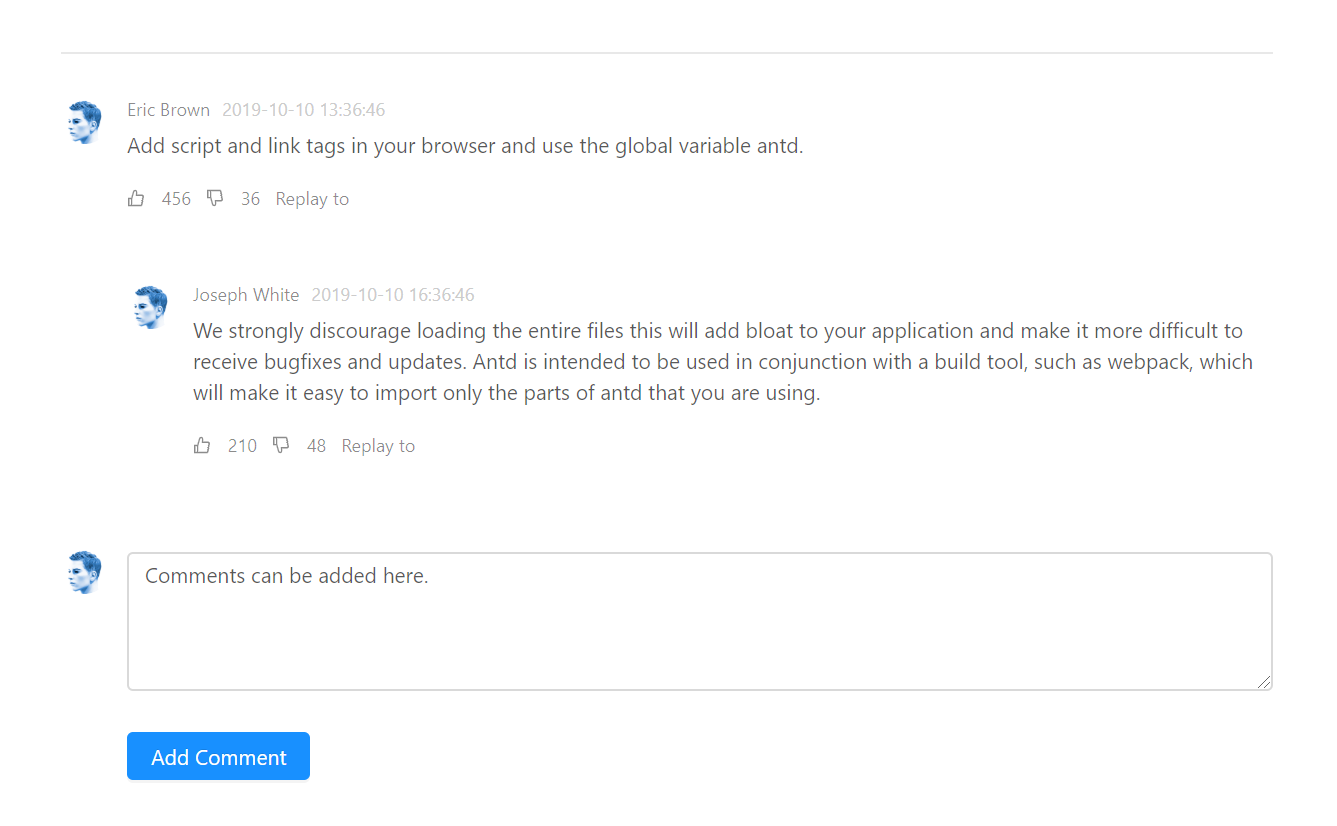 Eric Brown 2019-10-10 13:36:46
Add script and link tags in your browser and use the global variable antd.
456 36 Replay to
Joseph White 2019-10-10 16:36:46
We strongly discourage loading the entire files this will add bloat to your application and make it more difficult to
receive bugfixes and updates. Antd is intended to be used in conjunction with a build tool, such as webpack, which
will make it easy to import only the parts of antd that you are using.
210 48 Replay to
Comments can be added here.
Add Comment